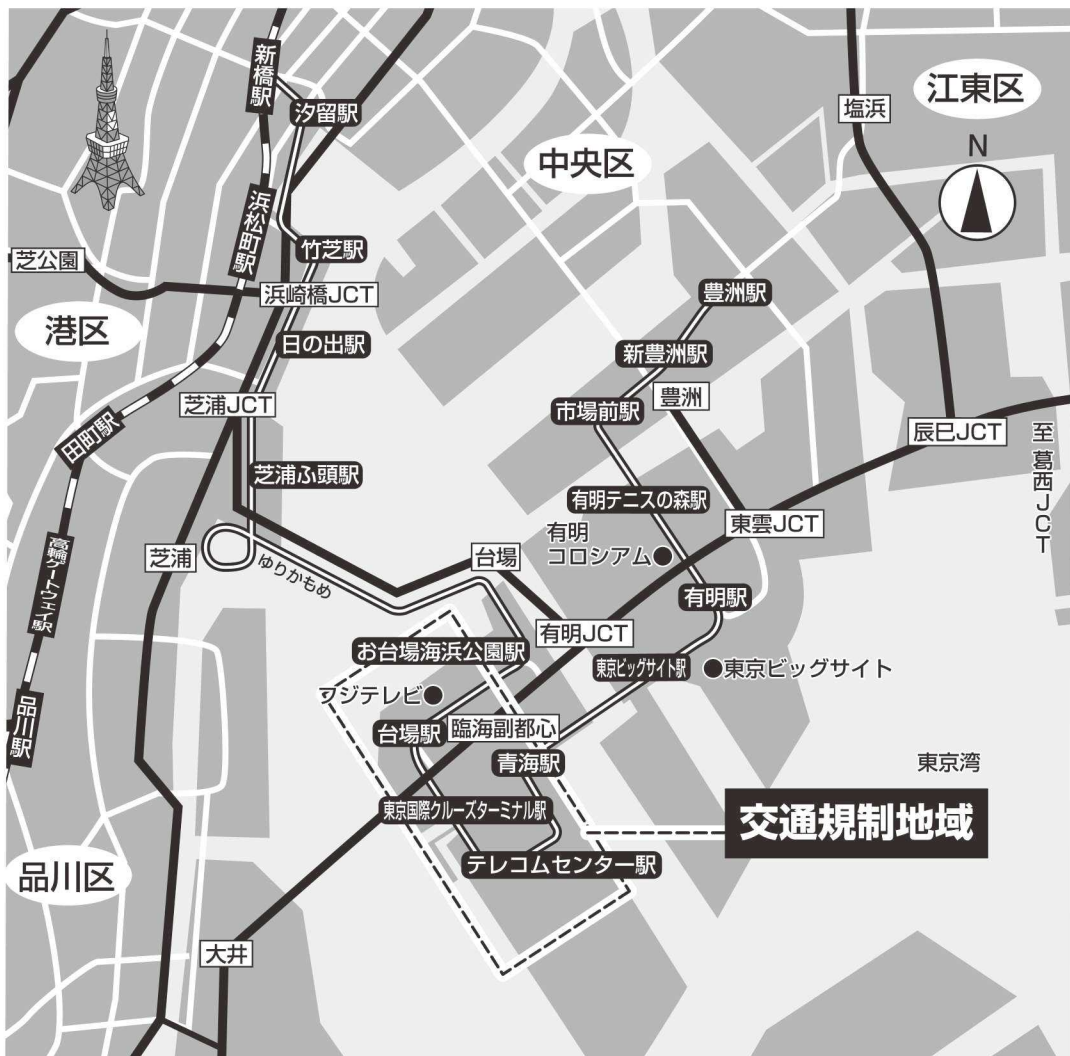 新橋駅
汐留駅
塩浜
江東区
中央区
N
浜松町駅
竹芝駅
芝公園
浜崎橋JCT
豊洲駅
港区
日の出駅
新豊洲駅
豊洲
芝浦JCT
市場前駅
田町駅
辰巳JCT
至 葛西JCT
芝浦ふ頭駅
有明テニスの森駅
東雲JCT
有明
コロシアム
芝浦
ゆりかもめ
台場
高輪ゲートウェイ駅
有明駅
有明JCT
お台場海浜公園駅
東京ビッグサイト駅
東京ビッグサイト
フジテレビ
品川駅
台場駅
臨海副都心
青海駅
東京湾
東京国際クルーズターミナル駅
交通規制地域
テレコムセンター駅
品川区
大井